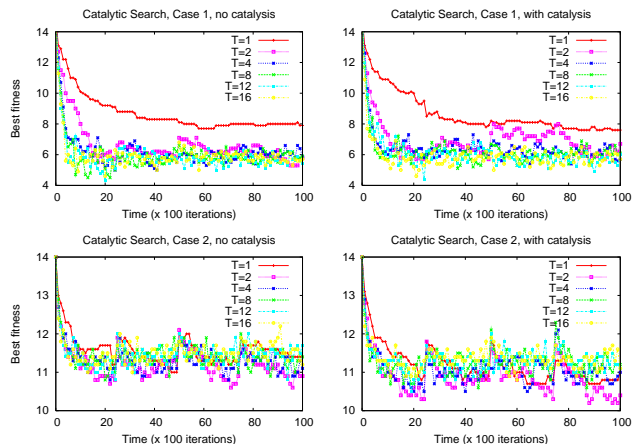 Catalytic Search, Case 1, no catalysis
14
12
10
8
6
4
Best fitness
T=1
T=2
T=4
T=8
T=12
T=16
0 20 40 60 80 100
Time (x 100 iterations)
Catalytic Search, Case 1, with catalysis
14
12
10
8
6
4
Best fitness
T=1
T=2
T=4
T=8
T=12
T=16
0 20 40 60 80 100
Time (x 100 iterations)
Catalytic Search, Case 2, no catalysis
14
13
12
11
10
Best fitness
T=1
T=2
T=4
T=8
T=12
T=16
0 20 40 60 80 100
Time (x 100 iterations)
Catalytic Search, Case 2, with catalysis
14
13
12
11
10
Best fitness
T=1
T=2
T=4
T=8
T=12
T=16
0 20 40 60 80 100
Time (x 100 iterations)